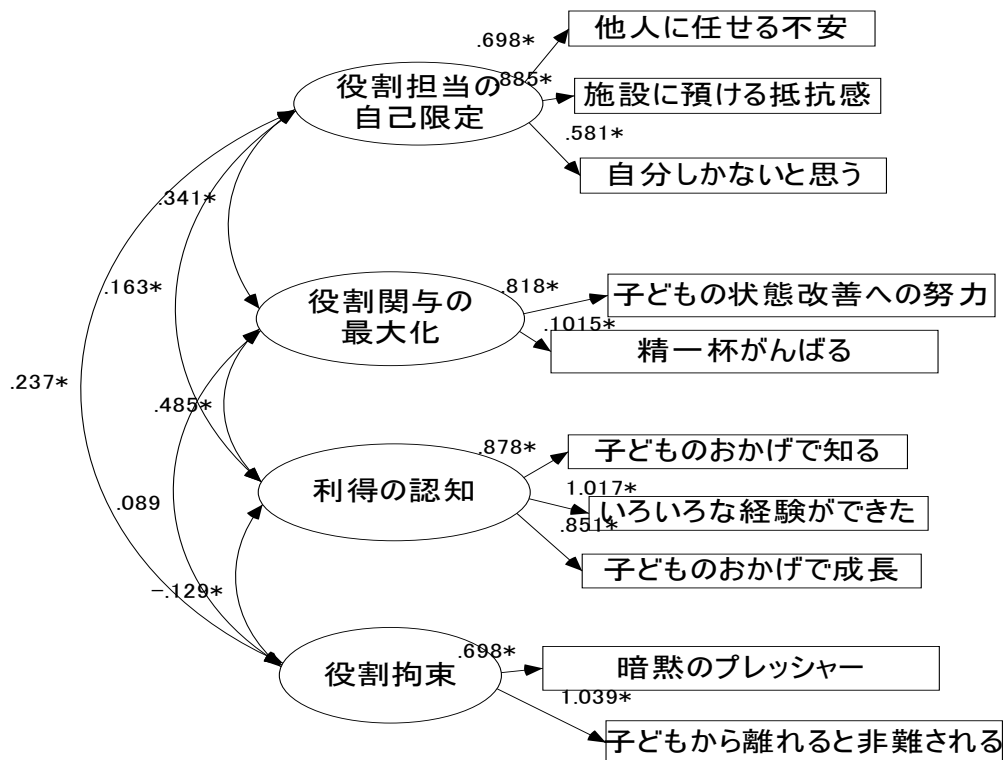 .698*
他人に任せる不安
役割担当の
自己限定
.885*
施設に預ける抵抗感
.581*
自分しかないと思う
.341*
.163*
役割関与の
最大化
.818*
子どもの状態改善への努力
.1015*
精一杯がんばる
.237*
.485*
利得の認知
.878*
子どものおかげで知る
1.017*
いろいろな経験ができた
.851*
子どものおかげで成長
.089
-.129*
役割拘束
.698*
暗黙のプレッシャー
1.039*
子どもから離れると非難される